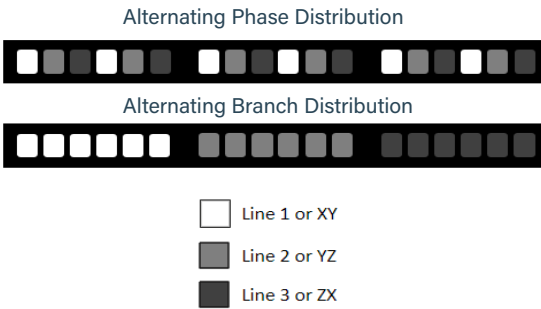 Alternating Phase Distribution
Alternating Branch Distribution
Line 1 or XY
Line 2 or YZ
Line 3 or ZX